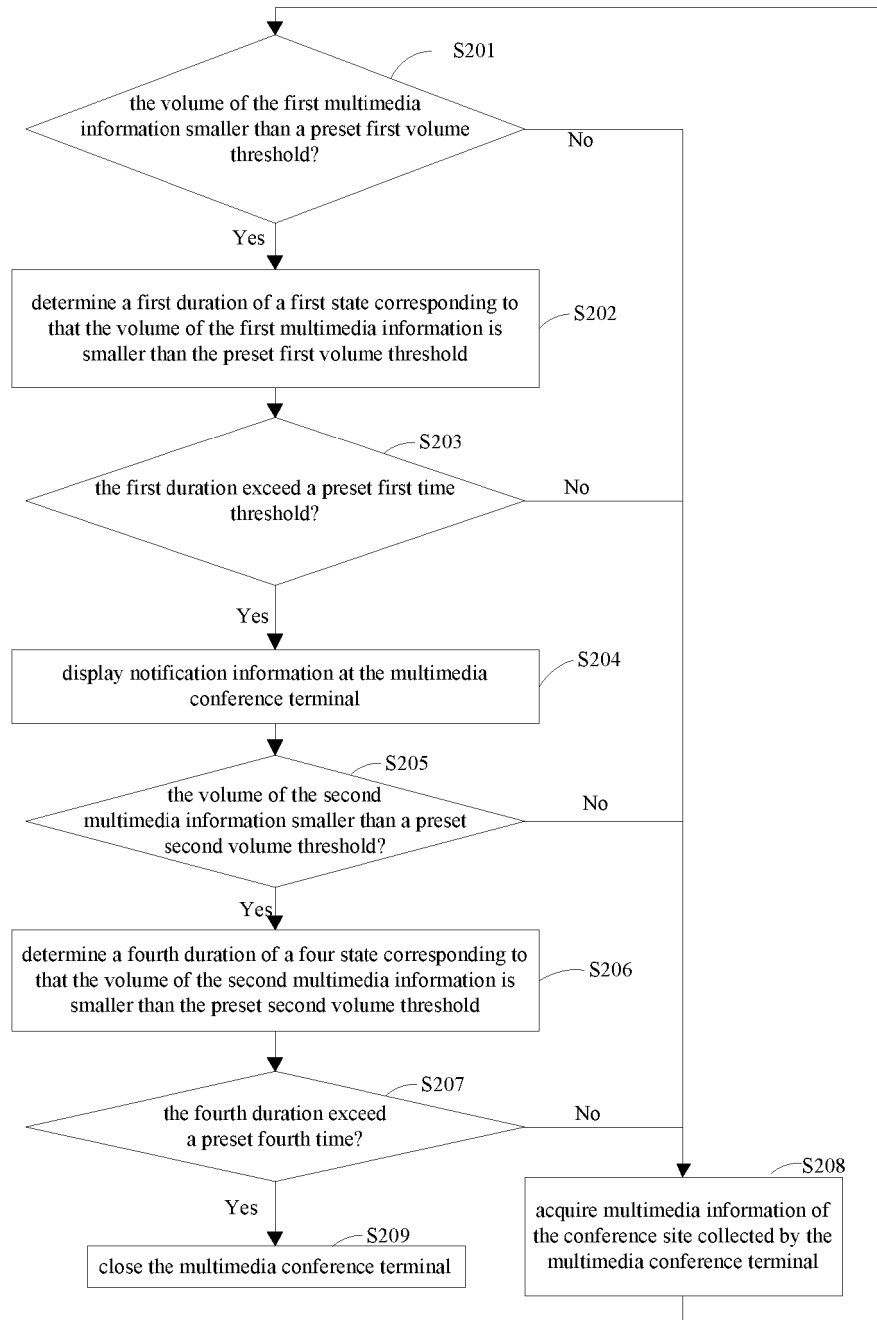 S201
the volume of the first multimedia
information smaller than a preset first volume
threshold?
No
Yes
determine a first duration of a first state corresponding to
that the volume of the first multimedia information is
smaller than the preset first volume threshold
S202
S203
the first duration exceed a preset first time
threshold?
No
Yes
display notification information at the multimedia
conference terminal
S204
S205
the volume of the second
multimedia information smaller than a preset
second volume threshold?
No
Yes
determine a fourth duration of a four state corresponding to
that the volume of the second multimedia information is
smaller than the preset second volume threshold
S206
S207
the fourth duration exceed
a preset fourth time?
No
Yes
S208
acquire multimedia information of
the conference site collected by the
multimedia conference terminal
S209
close the multimedia conference terminal